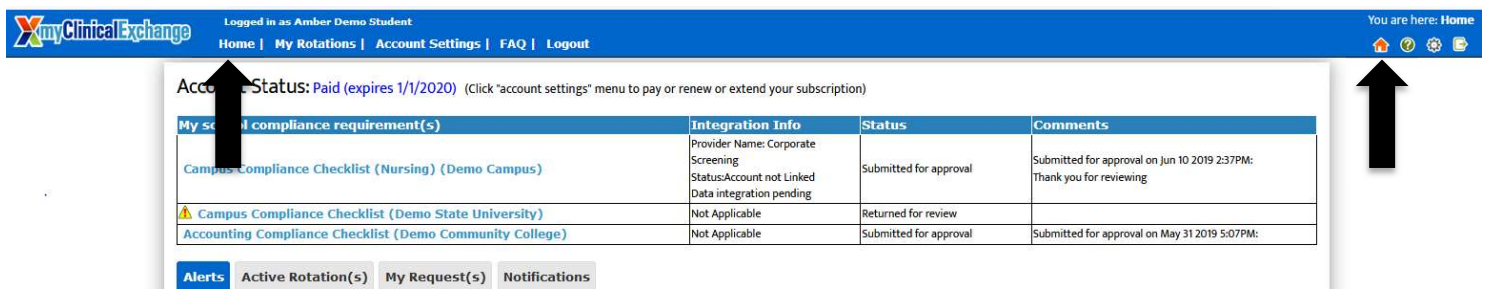 myClinicalExchange
Logged in as Amber Demo Student
You are here: Home
Home | My Rotations | Account Settings | FAQ | Logout
Status: Paid (expires 1/1/2020) (Click "account settings" menu to pay or renew or extend your subscription)
My compliance requirement(s) Integration Info Status Comments
Campus Compliance Checklist (Nursing) (Demo Campus)
Provider Name: Corporate
Screening
Status:Account not Linked
Data integration pending
Submitted for approval
Submitted for approval on Jun 10 2019 2:37PM:
Thank you for reviewing
Campus Compliance Checklist (Demo State University) Not Applicable Returned for review
Accounting Compliance Checklist (Demo Community College) Not Applicable Submitted for approval Submitted for approval on May 31 2019 5:07PM:
Alerts Active Rotation(s) My Request(s) Notifications